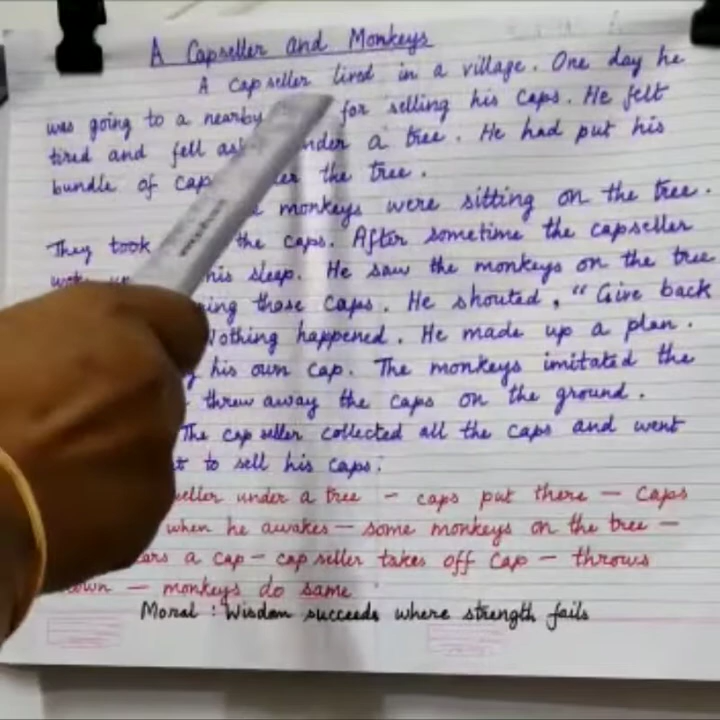 A Capseller and Monkeys
A capseller lived in a village. One day he
was going to a nearby for selling his caps. He felt
tired and fell under a tree. He had put his
bundle of the tree.
monkeys were sitting on the tree.
They took the caps. After sometime the capseller
his sleep. He saw the monkeys on the tree
those caps. He shouted, "Give back
Nothing happened. He made up a plan.
his own cap. The monkeys imitated the
threw away the caps on the ground.
The cap seller collected all the caps and went
to sell his caps.
under a tree - caps put there - caps
when he awakes - some monkeys on the tree -
a cap - cap seller takes off cap - throws
- monkeys do same
Moral : Wisdom succeeds where strength fails